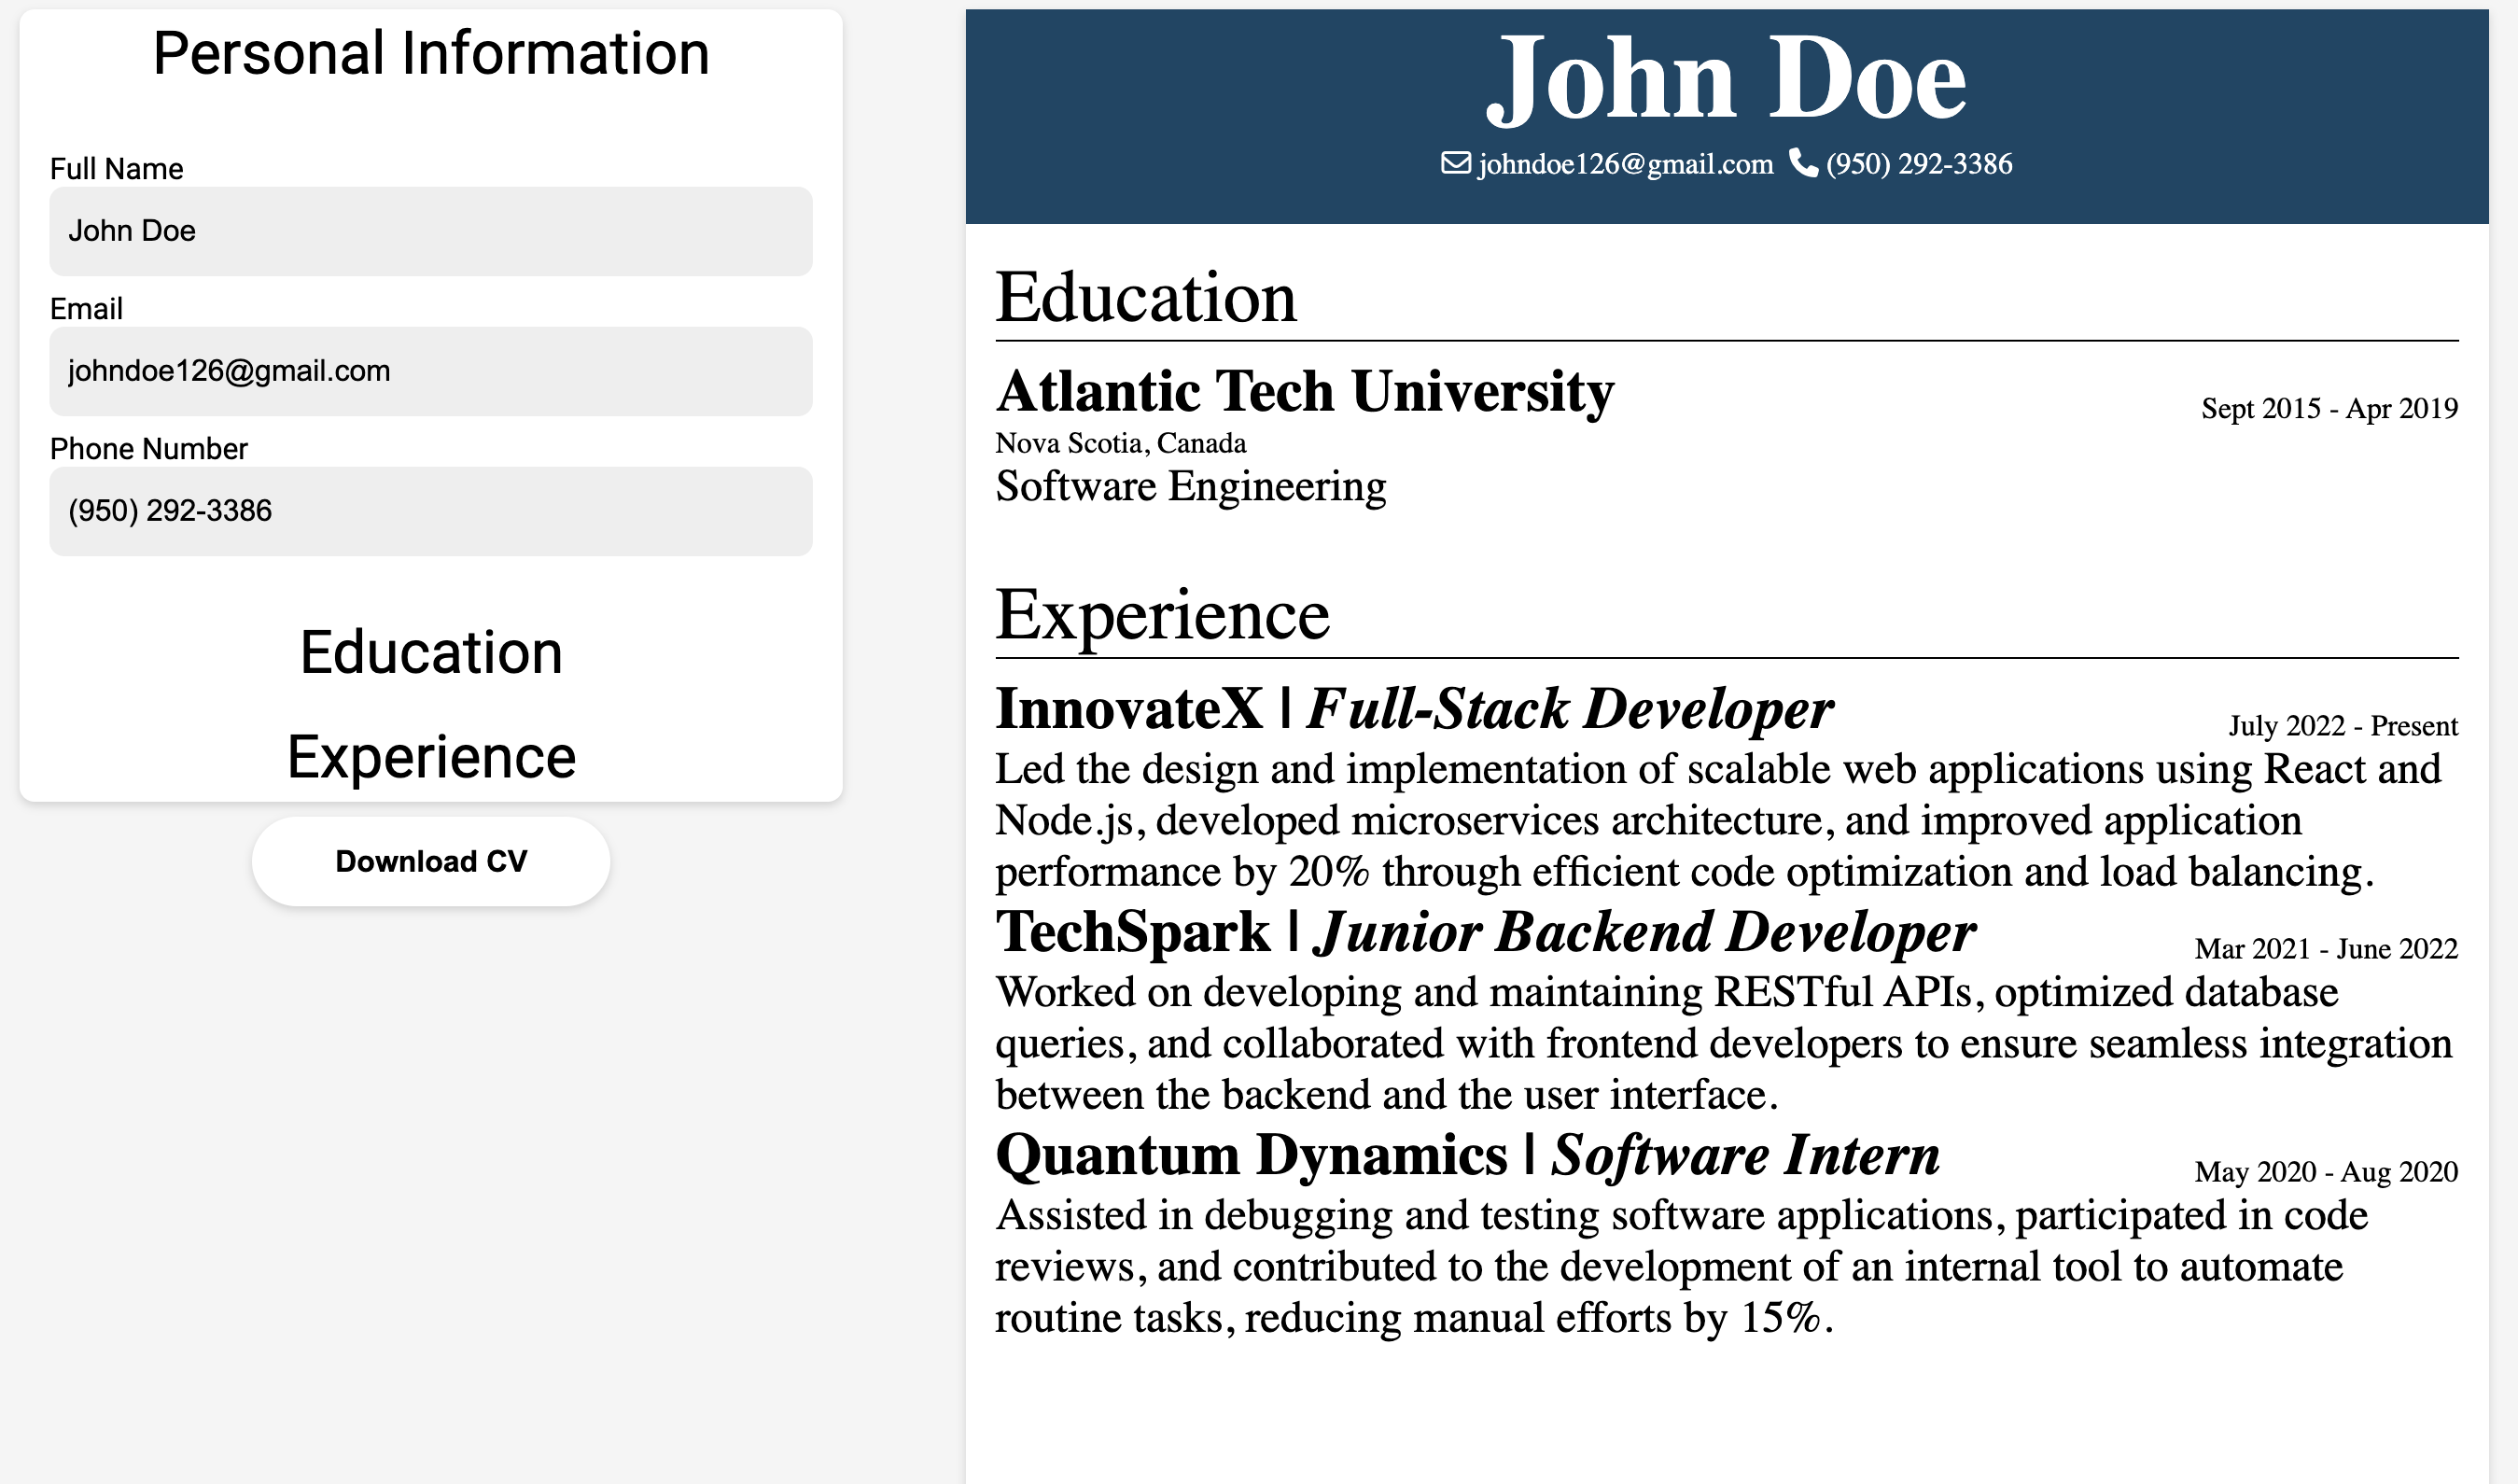 Personal Information
Full Name
John Doe
Email
johndoe126@gmail.com
Phone Number
(950) 292-3386
Education
Experience
Download CV
John Doe
johndoe126@gmail.com (950) 292-3386
Education
Atlantic Tech University Sept 2015 - Apr 2019
Nova Scotia, Canada
Software Engineering
Experience
InnovateX | Full-Stack Developer July 2022 - Present
Led the design and implementation of scalable web applications using React and
Node.js, developed microservices architecture, and improved application
performance by 20% through efficient code optimization and load balancing.
TechSpark | Junior Backend Developer Mar 2021 - June 2022
Worked on developing and maintaining RESTful APIs, optimized database
queries, and collaborated with frontend developers to ensure seamless integration
between the backend and the user interface.
Quantum Dynamics | Software Intern May 2020 - Aug 2020
Assisted in debugging and testing software applications, participated in code
reviews, and contributed to the development of an internal tool to automate
routine tasks, reducing manual efforts by 15%.